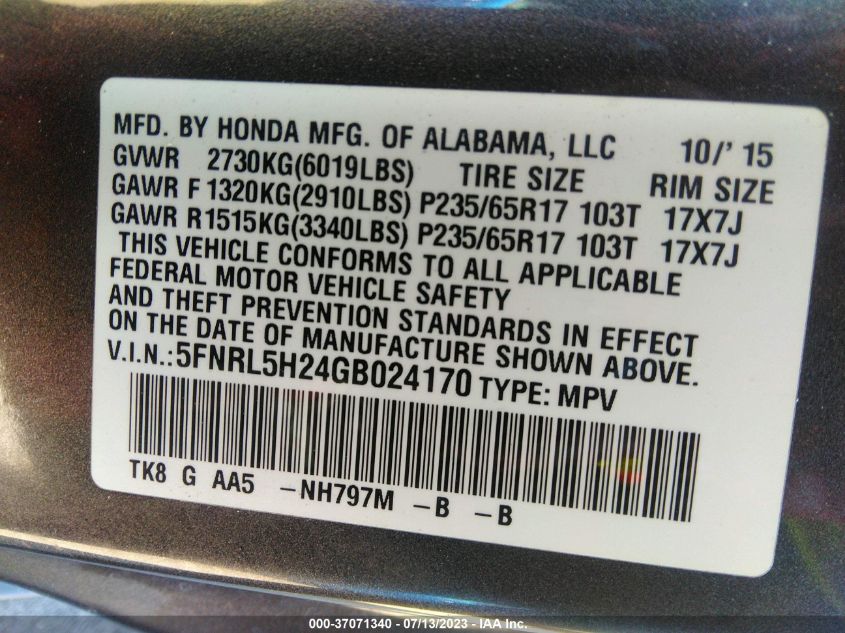 MFD. BY HONDA MFG. OF ALABAMA, LLC 10/' 15
GVWR 2730KG(6019LBS) TIRE SIZE RIM SIZE
GAWR F 1320KG(2910LBS) P235/65R17 103T 17X7J
GAWR R1515KG(3340LBS) P235/65R17 103T 17X7J
THIS VEHICLE CONFORMS TO ALL APPLICABLE
FEDERAL MOTOR VEHICLE SAFETY
AND THEFT PREVENTION STANDARDS IN EFFECT
ON THE DATE OF MANUFACTURE SHOWN ABOVE.
V.I.N.:5FNRL5H24GB024170 TYPE: MPV
TK8 G AA5 -NH797M -B -B
000-37071340 - 07/13/2023 - IAAI.com